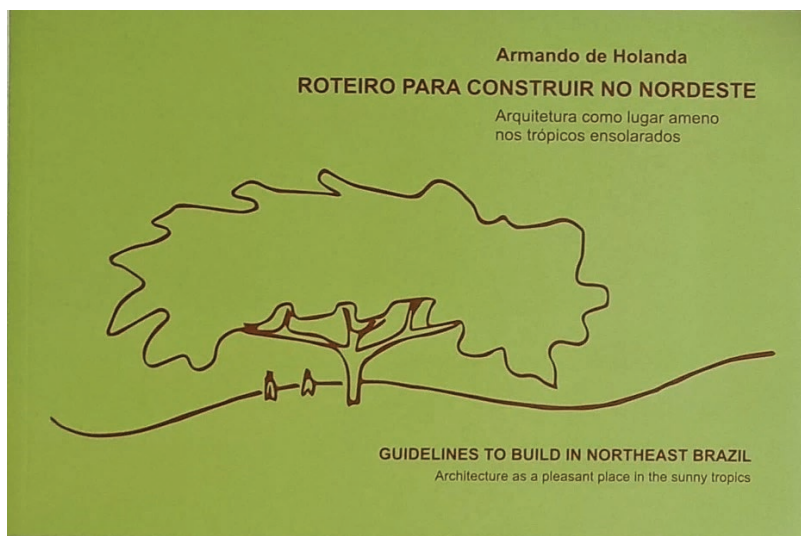 Armando de Holanda
ROTEIRO PARA CONSTRUIR NO NORDESTE
Arquitetura como lugar ameno
nos trópicos ensolarados
GUIDELINES TO BUILD IN NORTHEAST BRAZIL
Architecture as a pleasant place in the sunny tropics